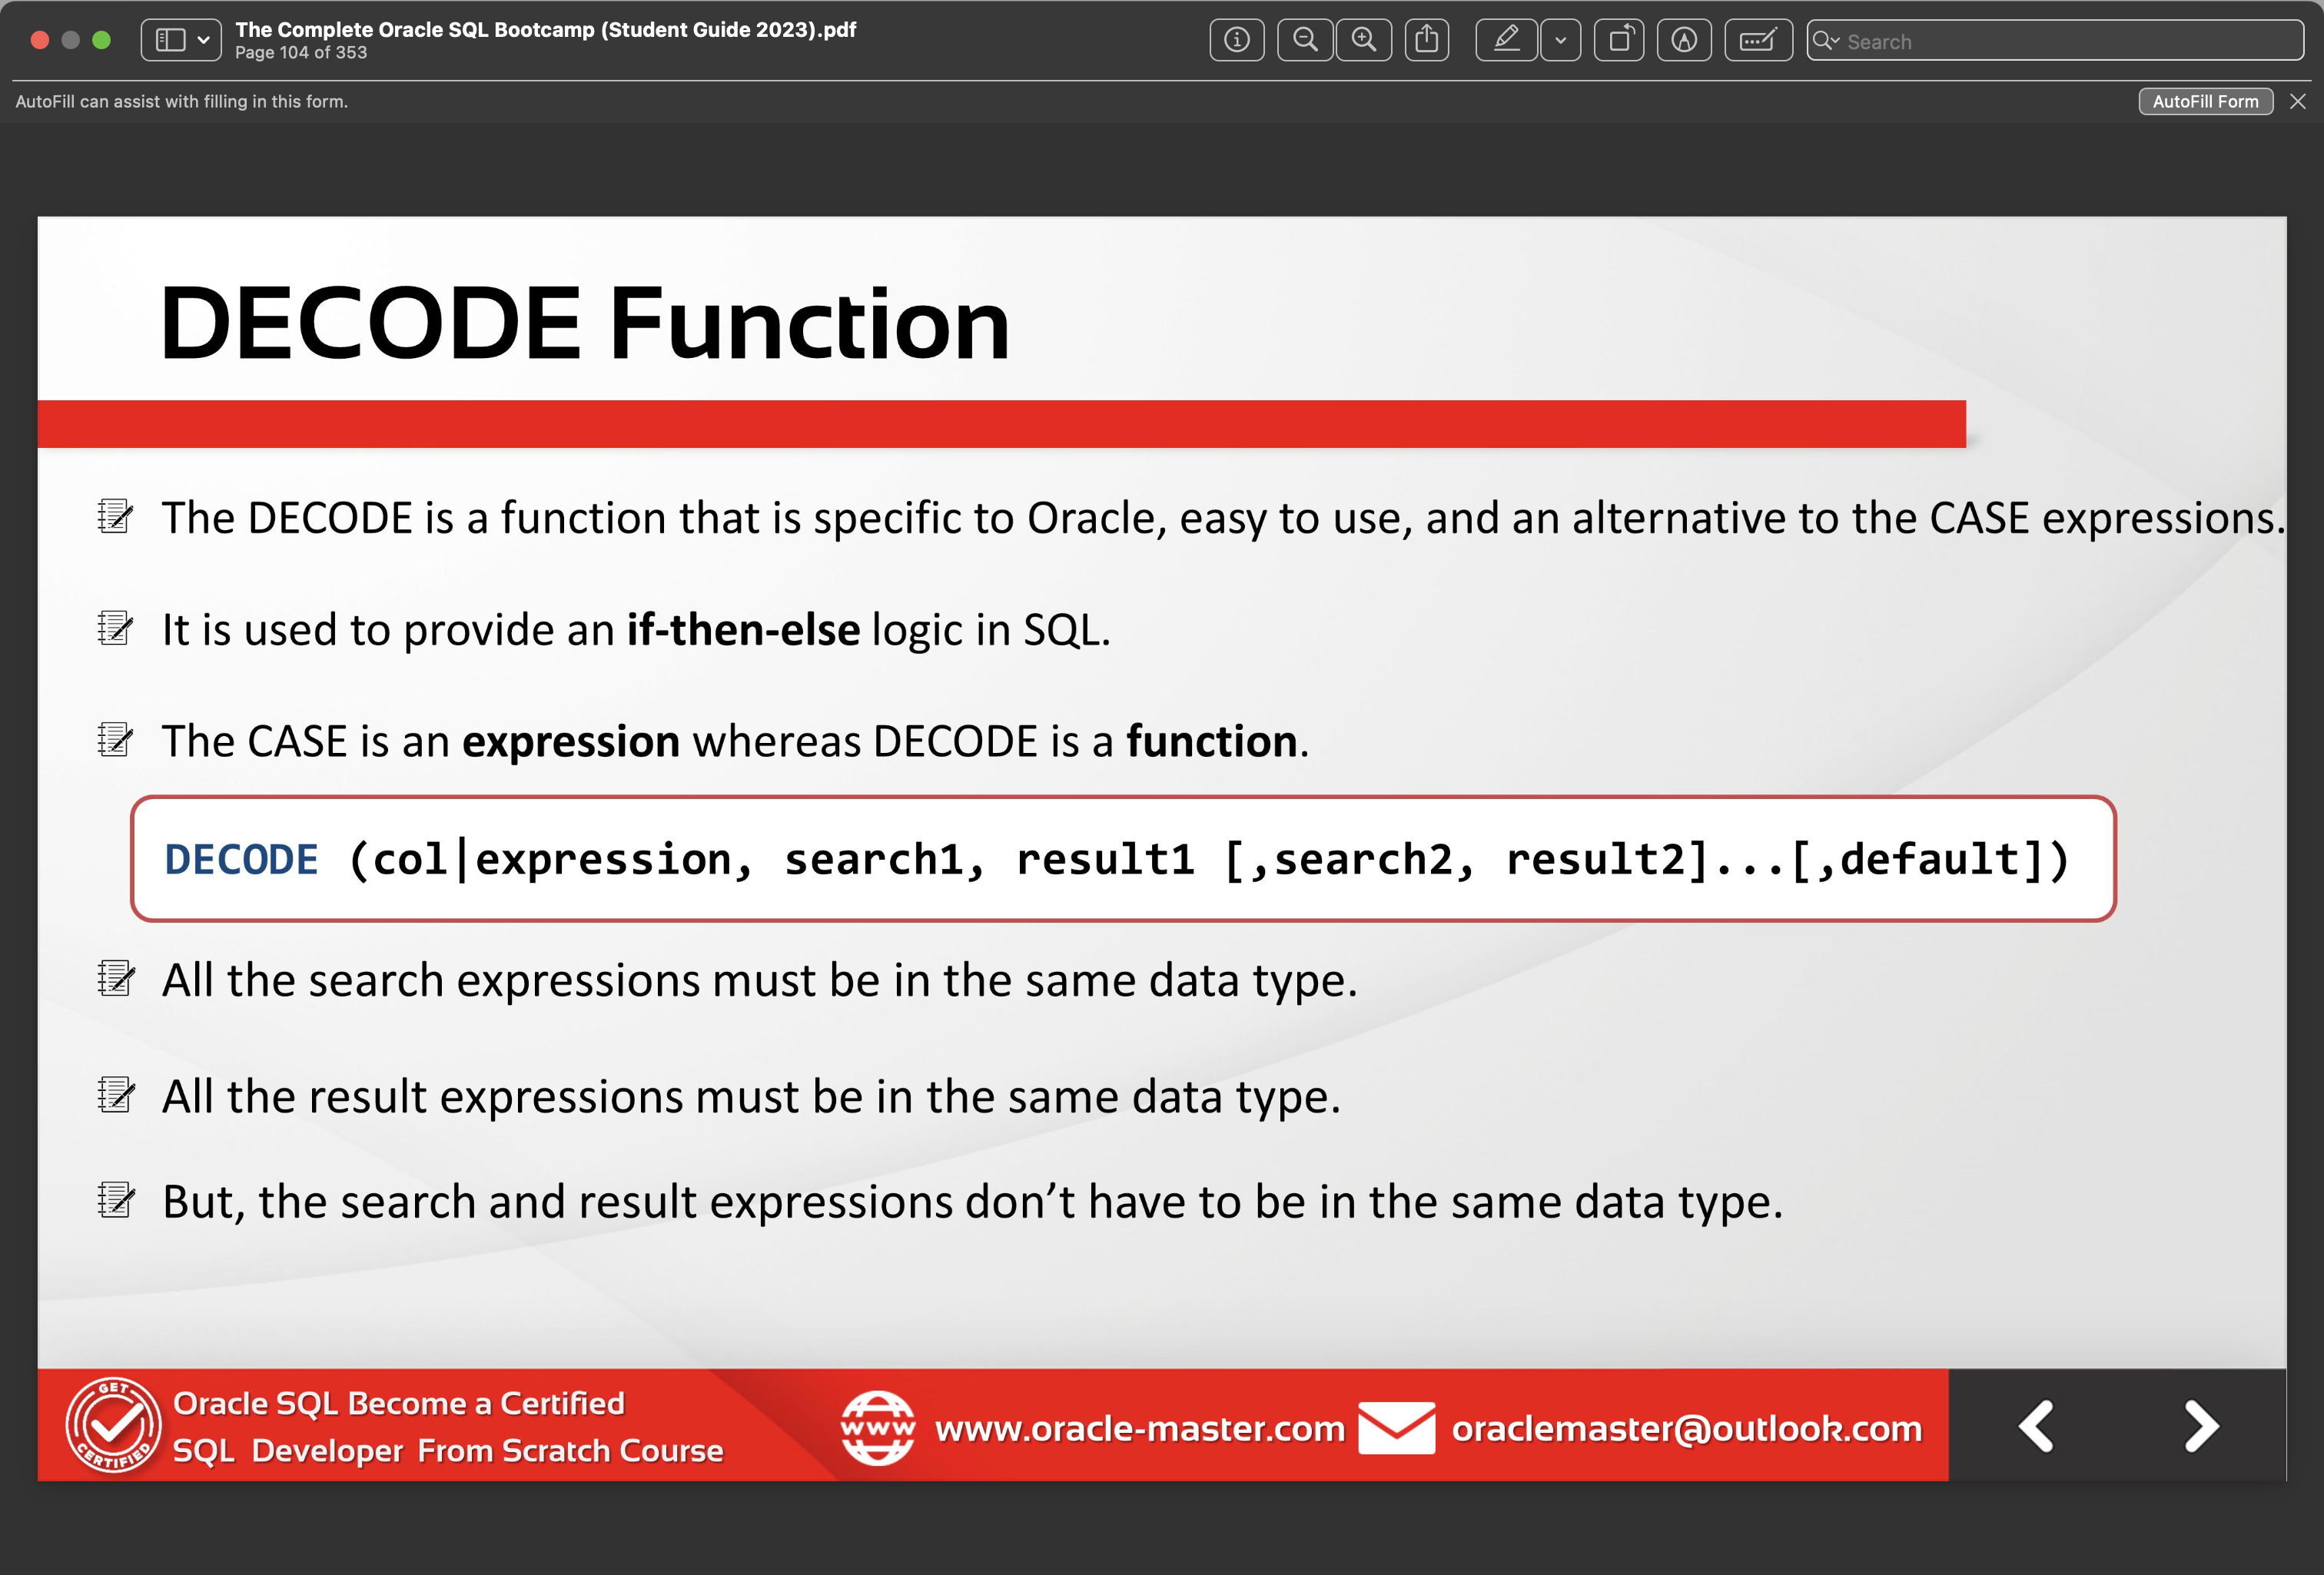 The Complete Oracle SQL Bootcamp (Student Guide 2023).pdf
Page 104 of 353
Search
AutoFill can assist with filling in this form.
AutoFill Form
DECODE Function
The DECODE is a function that is specific to Oracle, easy to use, and an alternative to the CASE expressions.
It is used to provide an if-then-else logic in SQL.
The CASE is an expression whereas DECODE is a function.
DECODE (col|expression, search1, result1 [,search2, result2]...[,default])
All the search expressions must be in the same data type.
All the result expressions must be in the same data type.
But, the search and result expressions don’t have to be in the same data type.
GET
CERTIFIED
Oracle SQL Become a Certified
SQL Developer From Scratch Course
WWW
www.oracle-master.com
oraclemaster@outlook.com